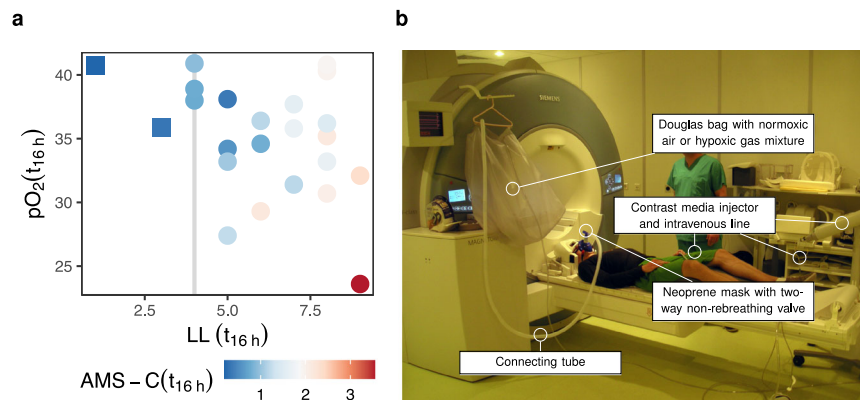 a
b
40
35
30
25
pO₂(t₁₆ ₕ)
2.5 5.0 7.5
LL (t₁₆ ₕ)
AMS – C(t₁₆ ₕ)
1 2 3
SIEMENS
Douglas bag with normoxic
air or hypoxic gas mixture
Contrast media injector
and intravenous line
Neoprene mask with two-
way non-rebreathing valve
Connecting tube